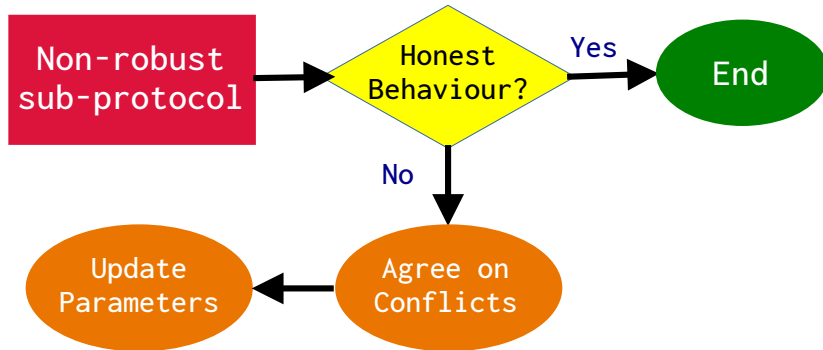 Non-robust
sub-protocol
Honest
Behaviour?
Yes
End
No
Update
Parameters
Agree on
Conflicts